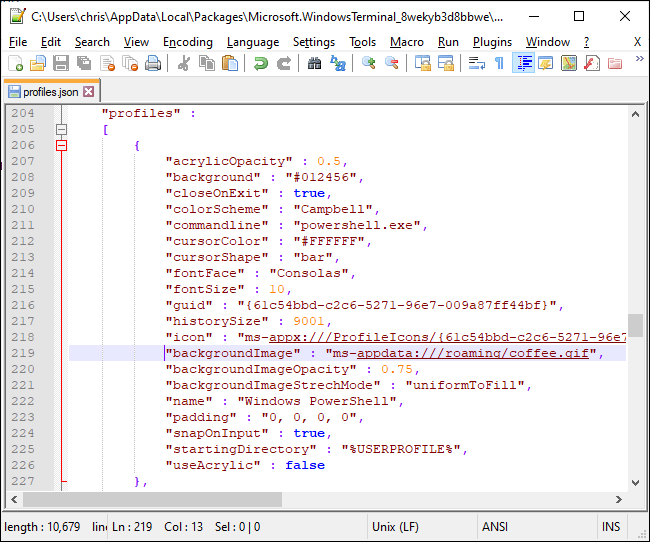 C:\Users\chris\AppData\Local\Packages\Microsoft.WindowsTerminal_8wekyb3d8bbwe\...
File Edit Search View Encoding Language Settings Tools Macro Run Plugins Window ? X
profiles.json
204 "profiles" :
205 [
206 {
207 "acrylicOpacity" : 0.5,
208 "background" : "#012456",
209 "closeOnExit" : true,
210 "colorScheme" : "Campbell",
211 "commandline" : "powershell.exe",
212 "cursorColor" : "#FFFFFF",
213 "cursorShape" : "bar",
214 "fontFace" : "Consolas",
215 "fontSize" : 10,
216 "guid" : "{61c54bbd-c2c6-5271-96e7-009a87ff44bf}",
217 "historySize" : 9001,
218 "icon" : "ms-appx:///ProfileIcons/{61c54bbd-c2c6-5271-96e7
219 "backgroundImage" : "ms-appdata:///roaming/coffee.gif",
220 "backgroundImageOpacity" : 0.75,
221 "backgroundImageStrechMode" : "uniformToFill",
222 "name" : "Windows PowerShell",
223 "padding" : "0, 0, 0, 0",
224 "snapOnInput" : true,
225 "startingDirectory" : "%USERPROFILE%",
226 "useAcrylic" : false
227 },
length : 10,679 line Ln : 219 Col : 13 Sel : 0 | 0 Unix (LF) ANSI INS